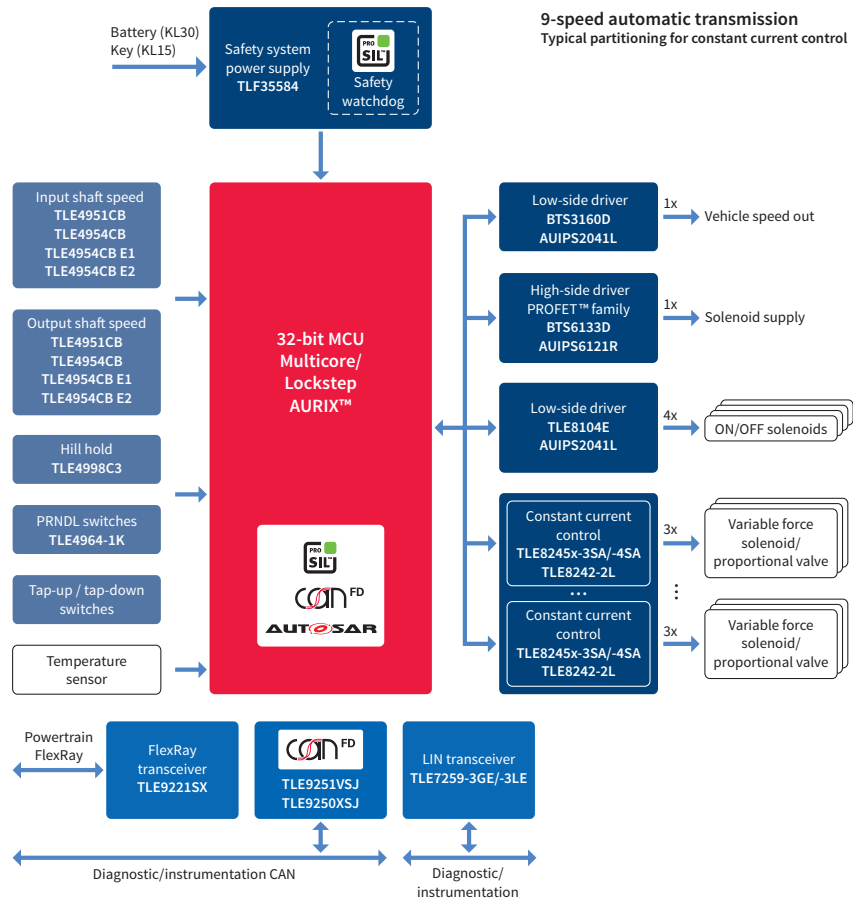 9-speed automatic transmission
Typical partitioning for constant current control
Battery (KL30)
Key (KL15)
Safety system
power supply
TLF35584
PRO
SIL™
Safety
watchdog
Input shaft speed
TLE4951CB
TLE4954CB
TLE4954CB E1
TLE4954CB E2
Output shaft speed
TLE4951CB
TLE4954CB
TLE4954CB E1
TLE4954CB E2
Hill hold
TLE4998C3
PRNDL switches
TLE4964-1K
Tap-up / tap-down
switches
Temperature
sensor
32-bit MCU
Multicore/
Lockstep
AURIX™
PRO
SIL™
CAN FD
AUTOSAR
Low-side driver
BTS3160D
AUIPS2041L
1x
Vehicle speed out
High-side driver
PROFET™ family
BTS6133D
AUIPS6121R
1x
Solenoid supply
Low-side driver
TLE8104E
AUIPS2041L
4x
ON/OFF solenoids
Constant current
control
TLE8245x-3SA/-4SA
TLE8242-2L
3x
Variable force
solenoid/
proportional valve
...
Constant current
control
TLE8245x-3SA/-4SA
TLE8242-2L
3x
Variable force
solenoid/
proportional valve
Powertrain
FlexRay
FlexRay
transceiver
TLE9221SX
CAN FD
TLE9251VSJ
TLE9250XSJ
LIN transceiver
TLE7259-3GE/-3LE
Diagnostic/instrumentation CAN
Diagnostic/
instrumentation